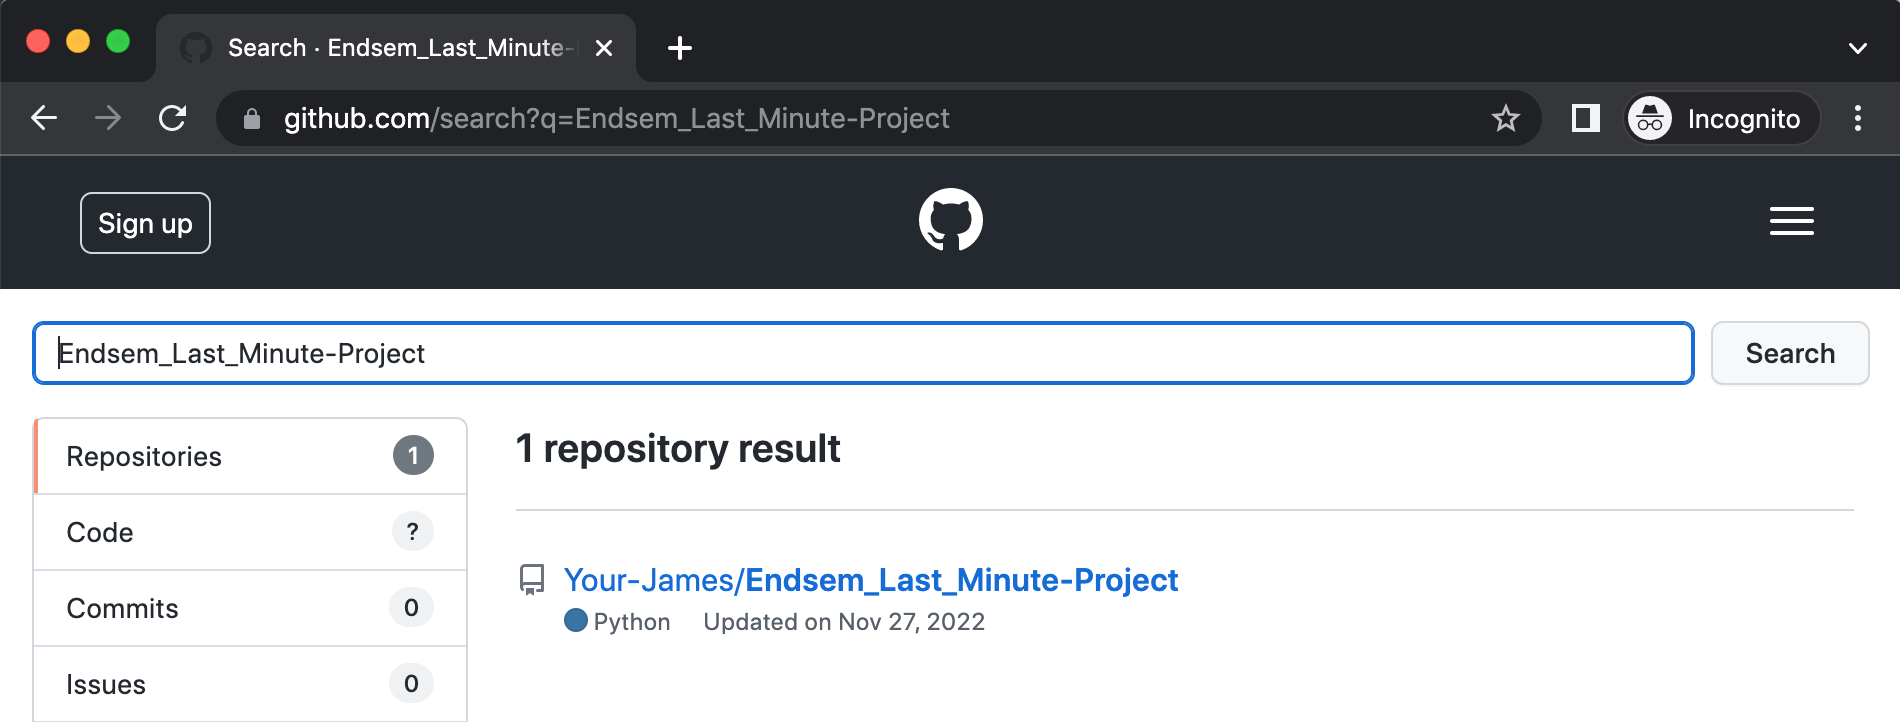 Search · Endsem_Last_Minute-
github.com/search?q=Endsem_Last_Minute-Project
Incognito
Sign up
Endsem_Last_Minute-Project
Search
Repositories 1
Code ?
Commits 0
Issues 0
1 repository result
Your-James/Endsem_Last_Minute-Project
Python Updated on Nov 27, 2022